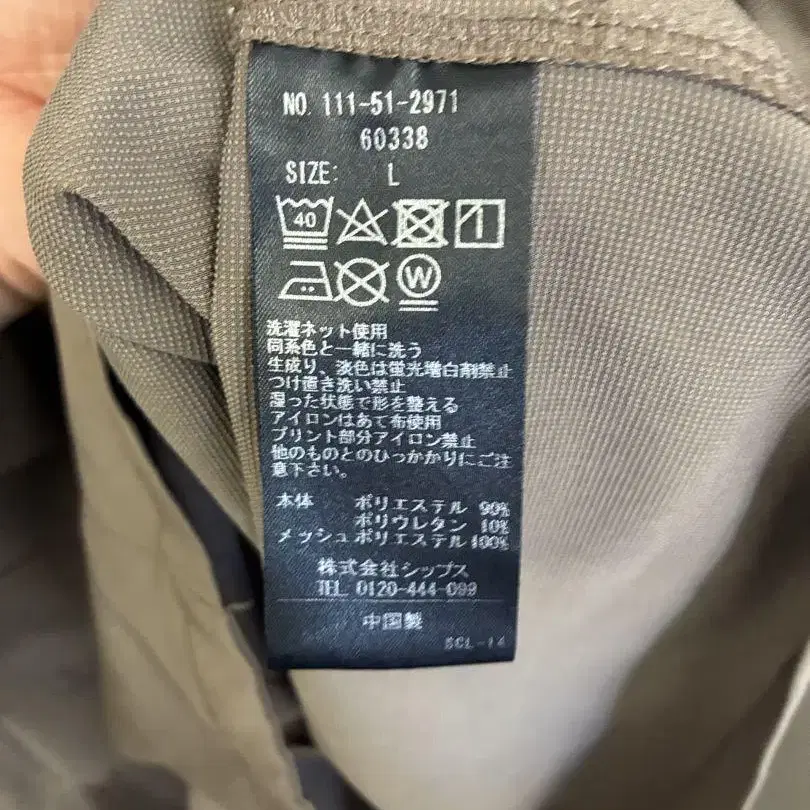 NO. 111-51-2971
60338
SIZE: L
40
W
洗濯ネット使用
同系色と一緒に洗う
生成り、淡色は蛍光増白剤禁止
つけ置き洗い禁止
湿った状態で形を整える
アイロンはあて布使用
プリント部分アイロン禁止
他のものとのひっかかりにご注
意下さい。
本体 ポリエステル 90%
ポリウレタン 10%
メッシュポリエステル 100%
株式会社シップス
TEL 0120-444-099
中国製
SCL-14